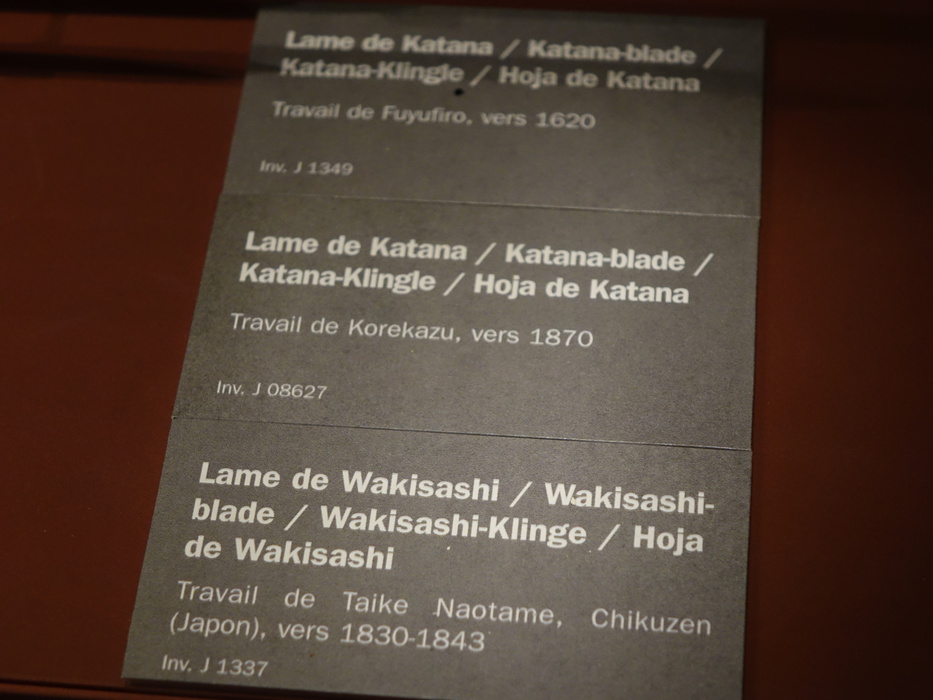 Lame de Katana / Katana-blade /
Katana-Klingle / Hoja de Katana
Travail de Fuyufiro, vers 1620
Inv. J 1349
Lame de Katana / Katana-blade /
Katana-Klingle / Hoja de Katana
Travail de Korekazu, vers 1870
Inv. J 08627
Lame de Wakisashi / Wakisashi-
blade / Wakisashi-Klinge / Hoja
de Wakisashi
Travail de Taike Naotame, Chikuzen
(Japon), vers 1830-1843
Inv. J 1337